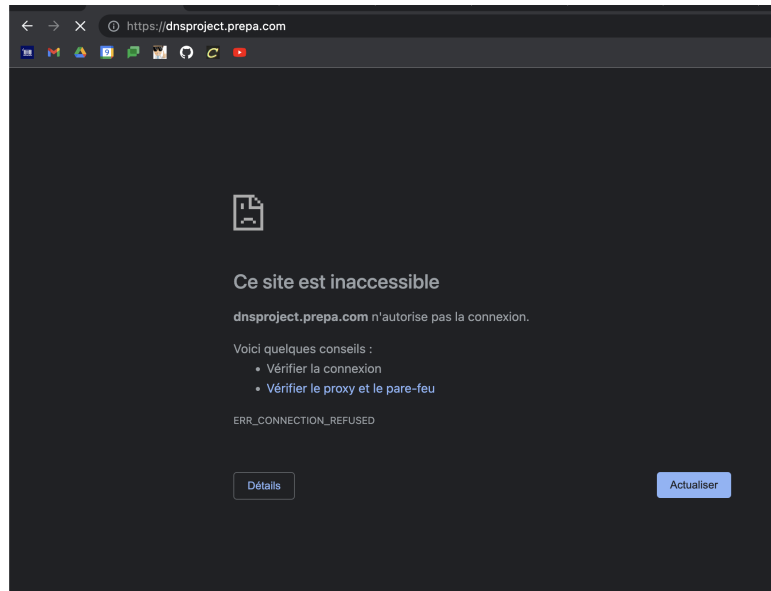 https://dnsproject.prepa.com
9
Ce site est inaccessible
dnsproject.prepa.com n'autorise pas la connexion.
Voici quelques conseils :
• Vérifier la connexion
• Vérifier le proxy et le pare-feu
ERR_CONNECTION_REFUSED
Détails
Actualiser